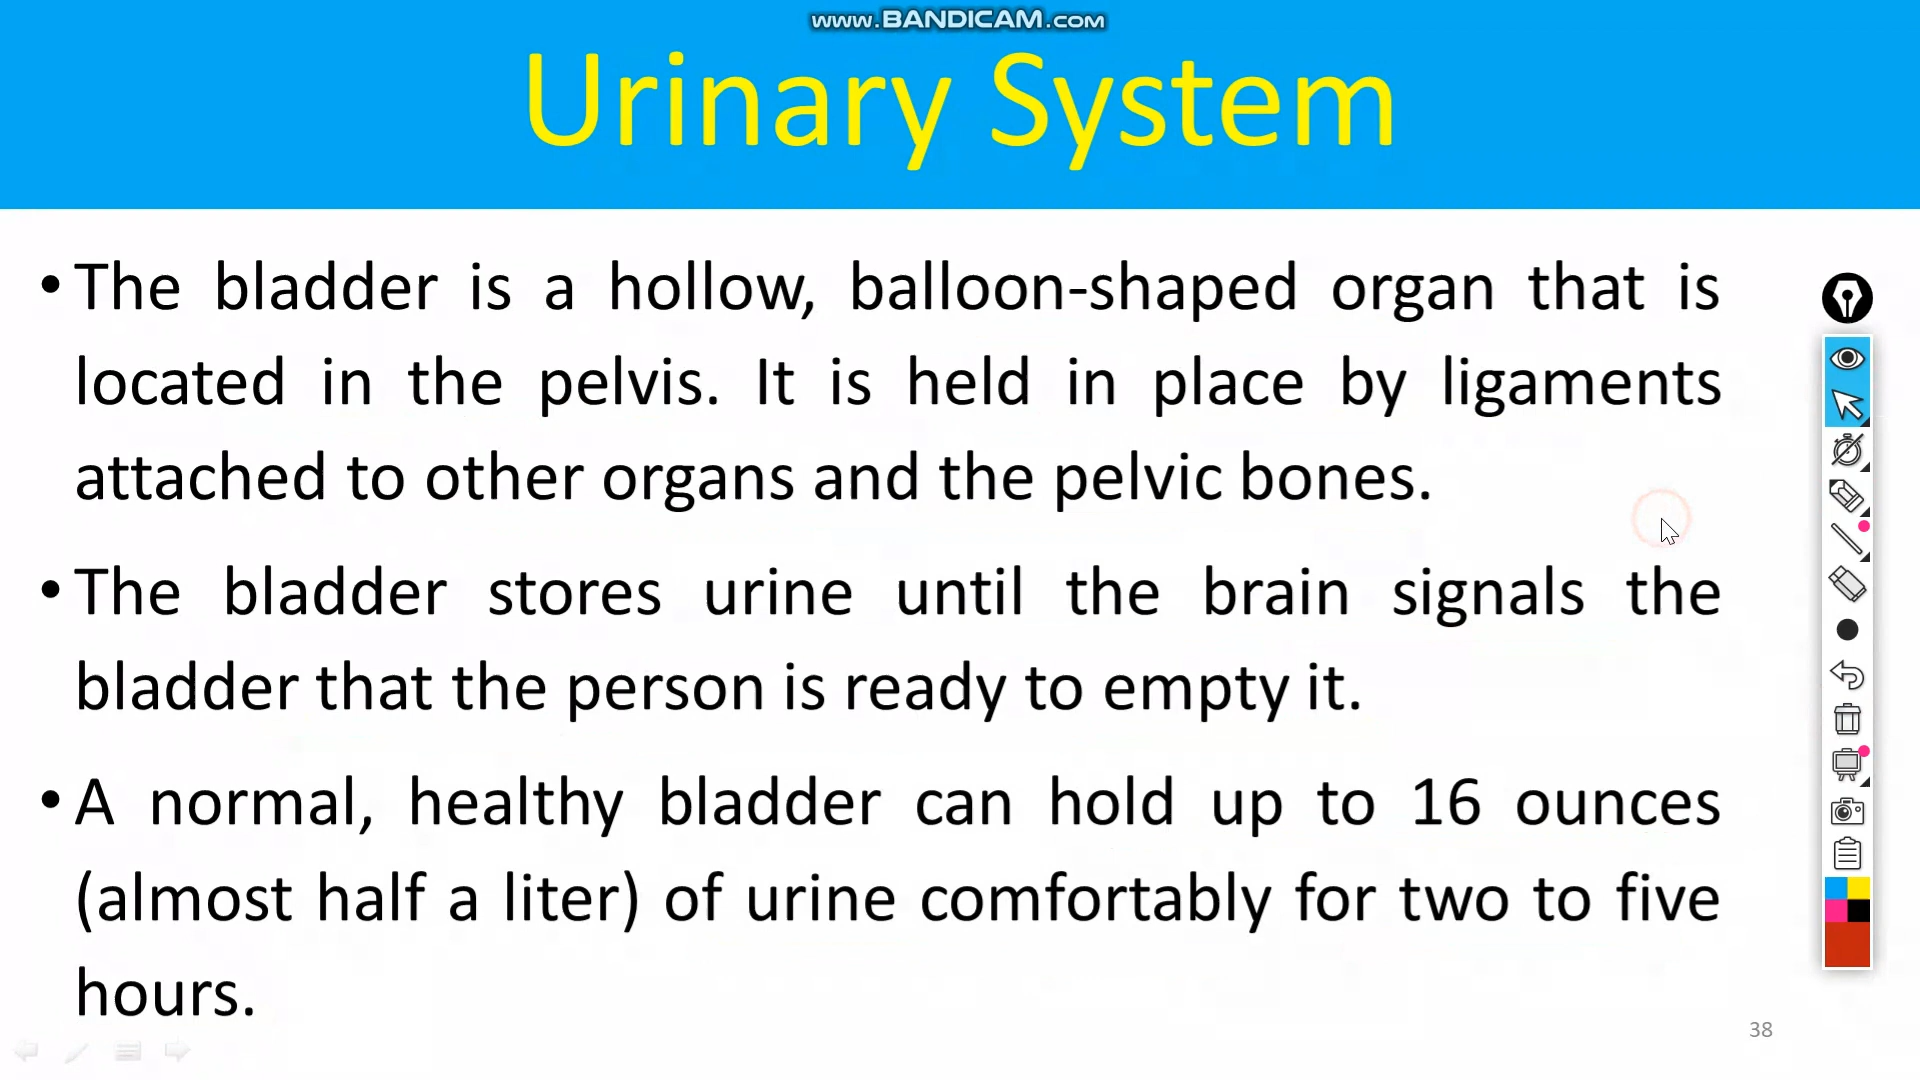 www.BANDICAM.com
Urinary System
• The bladder is a hollow, balloon-shaped organ that is
located in the pelvis. It is held in place by ligaments
attached to other organs and the pelvic bones.
• The bladder stores urine until the brain signals the
bladder that the person is ready to empty it.
• A normal, healthy bladder can hold up to 16 ounces
(almost half a liter) of urine comfortably for two to five
hours.
38